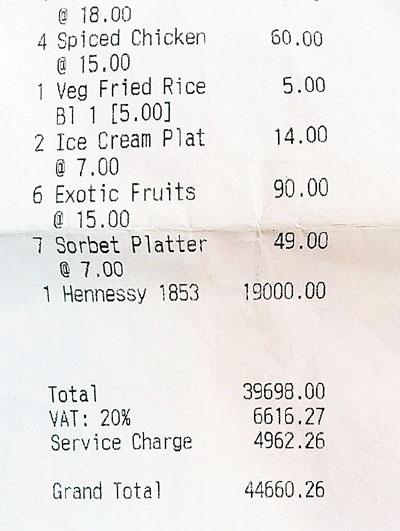 @ 18.00
4 Spiced Chicken 60.00
@ 15.00
1 Veg Fried Rice 5.00
Bl 1 [5.00]
2 Ice Cream Plat 14.00
@ 7.00
6 Exotic Fruits 90.00
@ 15.00
7 Sorbet Platter 49.00
@ 7.00
1 Hennessy 1853 19000.00
Total 39698.00
VAT: 20% 6616.27
Service Charge 4962.26
Grand Total 44660.26